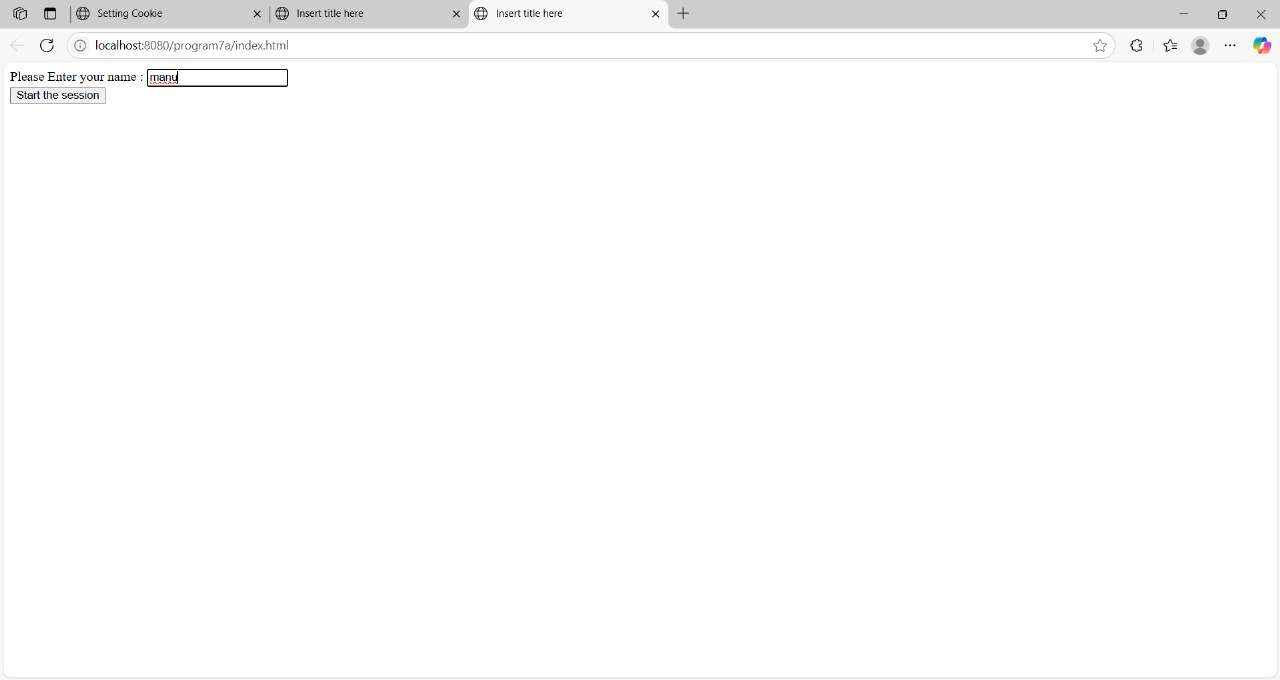 Setting Cookie
Insert title here
Insert title here
localhost:8080/program7a/index.html
Please Enter your name : manu
Start the session